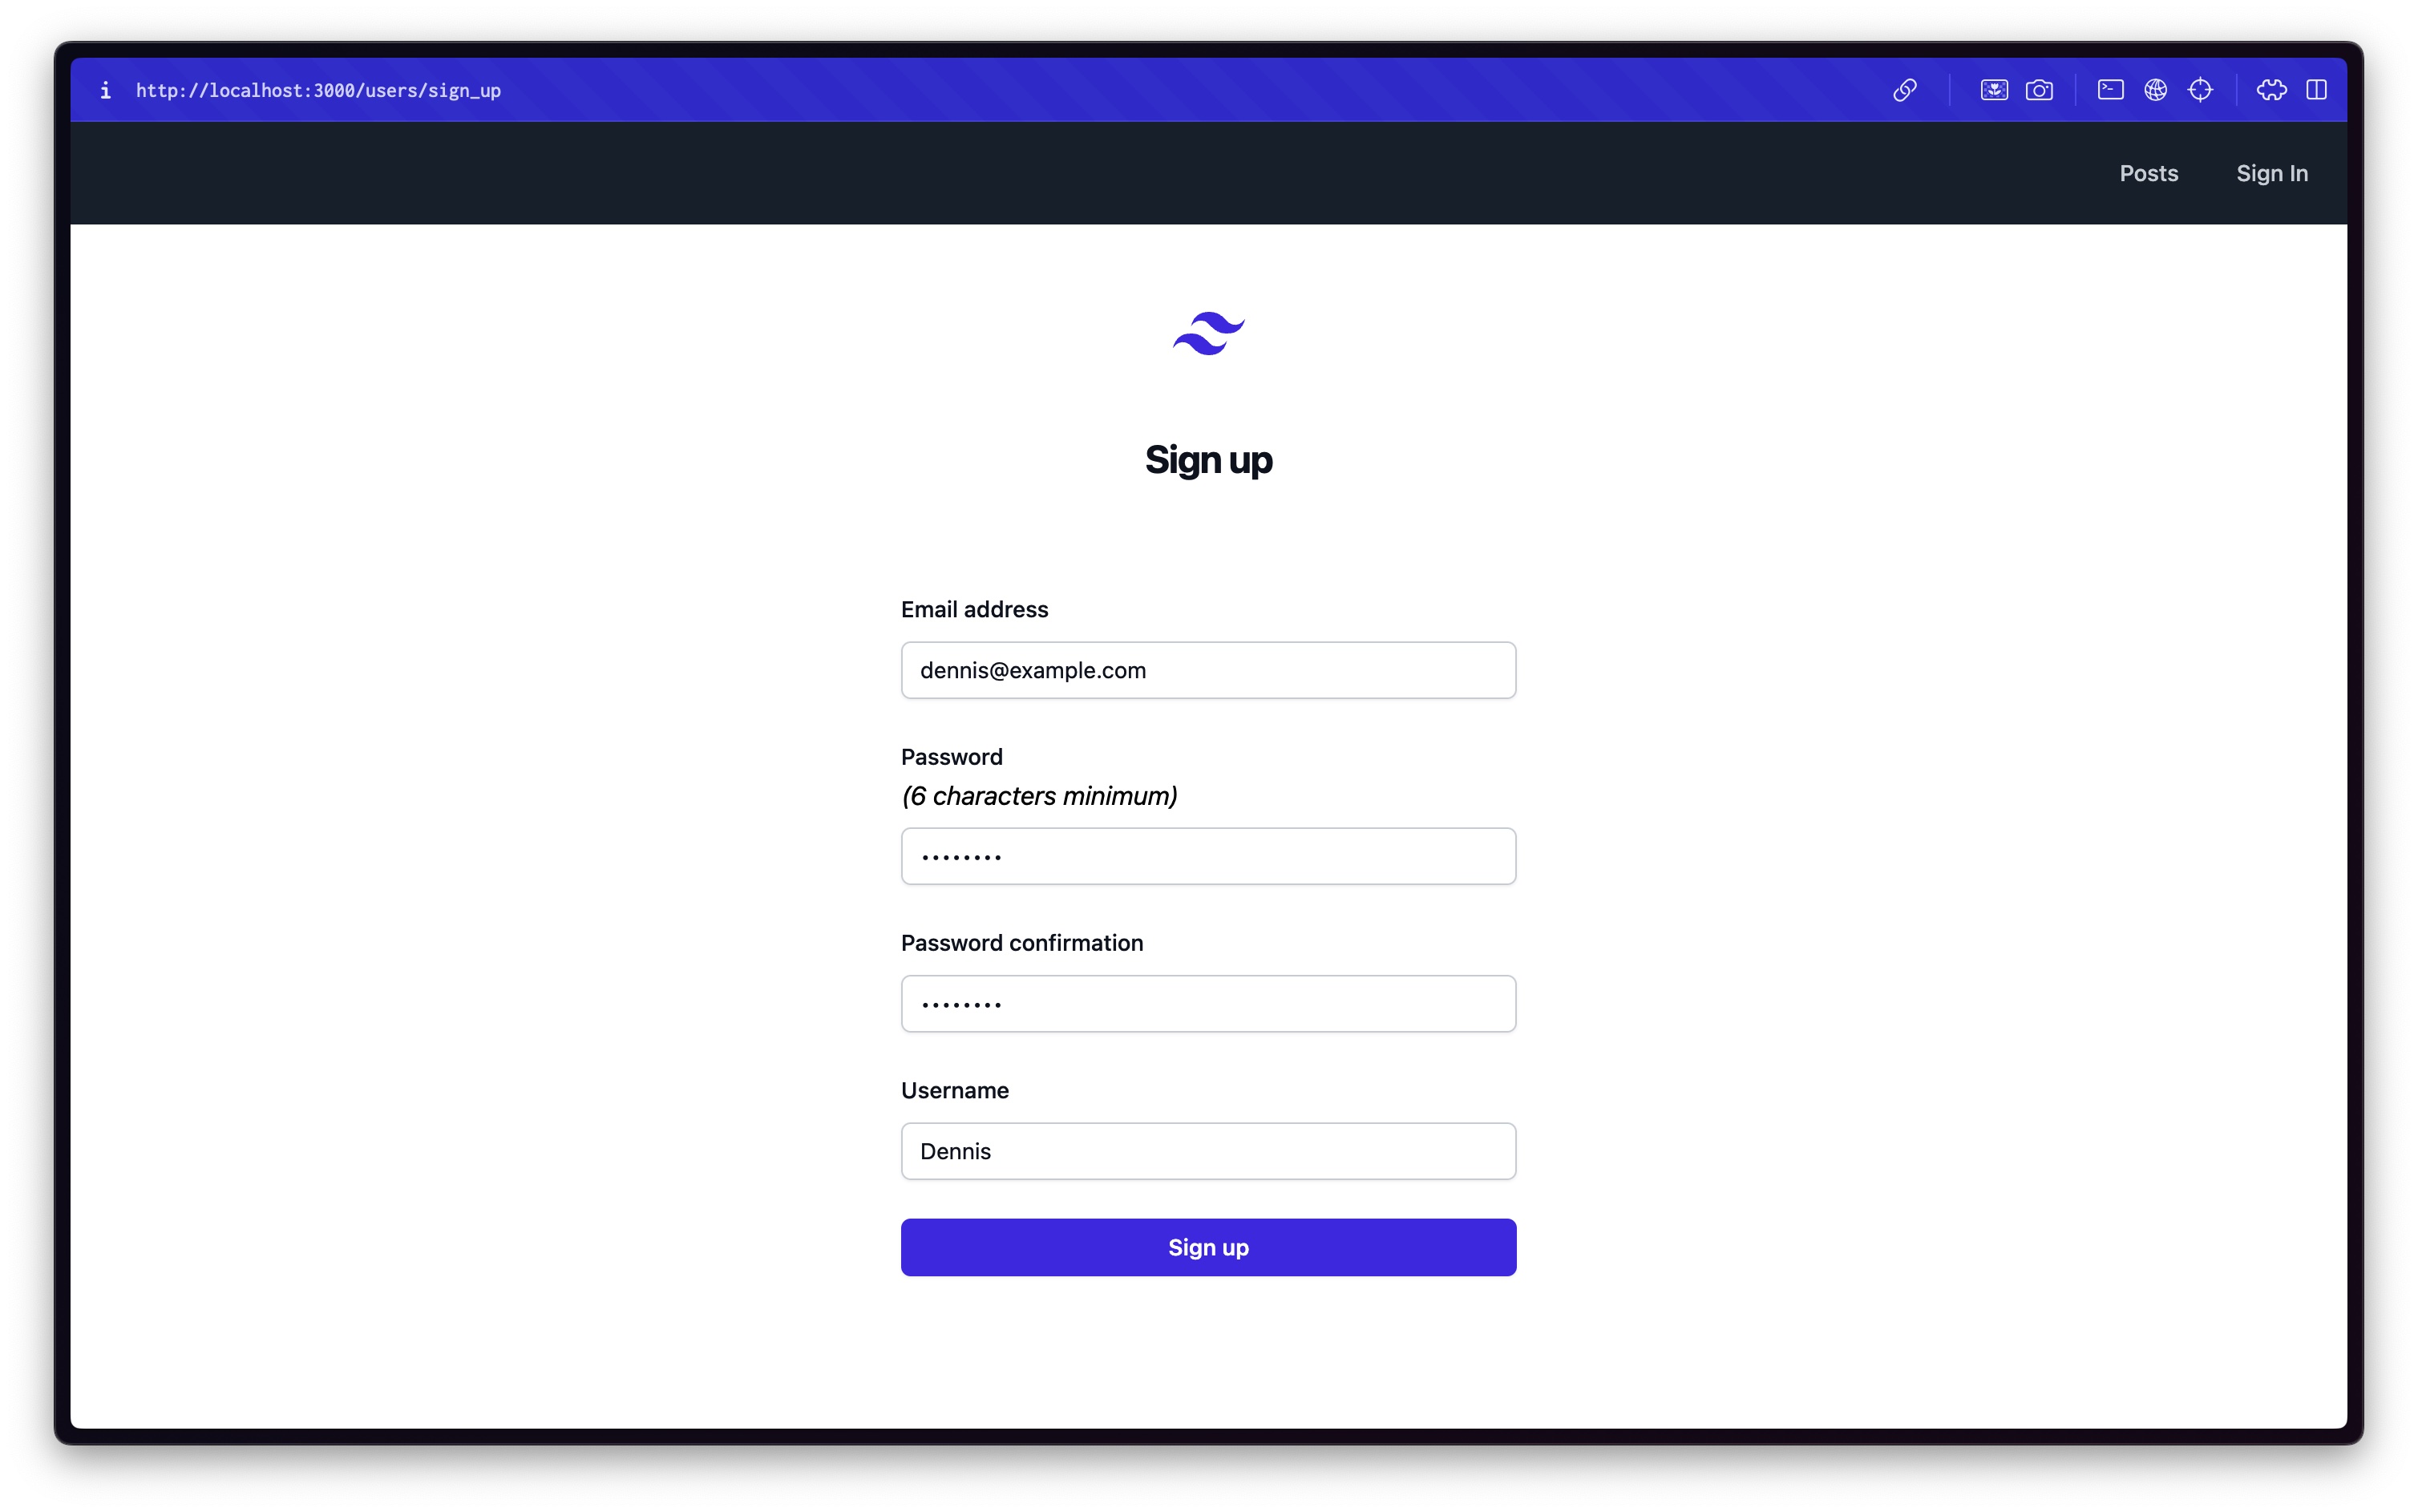 http://localhost:3000/users/sign_up
Posts
Sign In
Sign up
Email address
dennis@example.com
Password
(6 characters minimum)
••••••••
Password confirmation
••••••••
Username
Dennis
Sign up